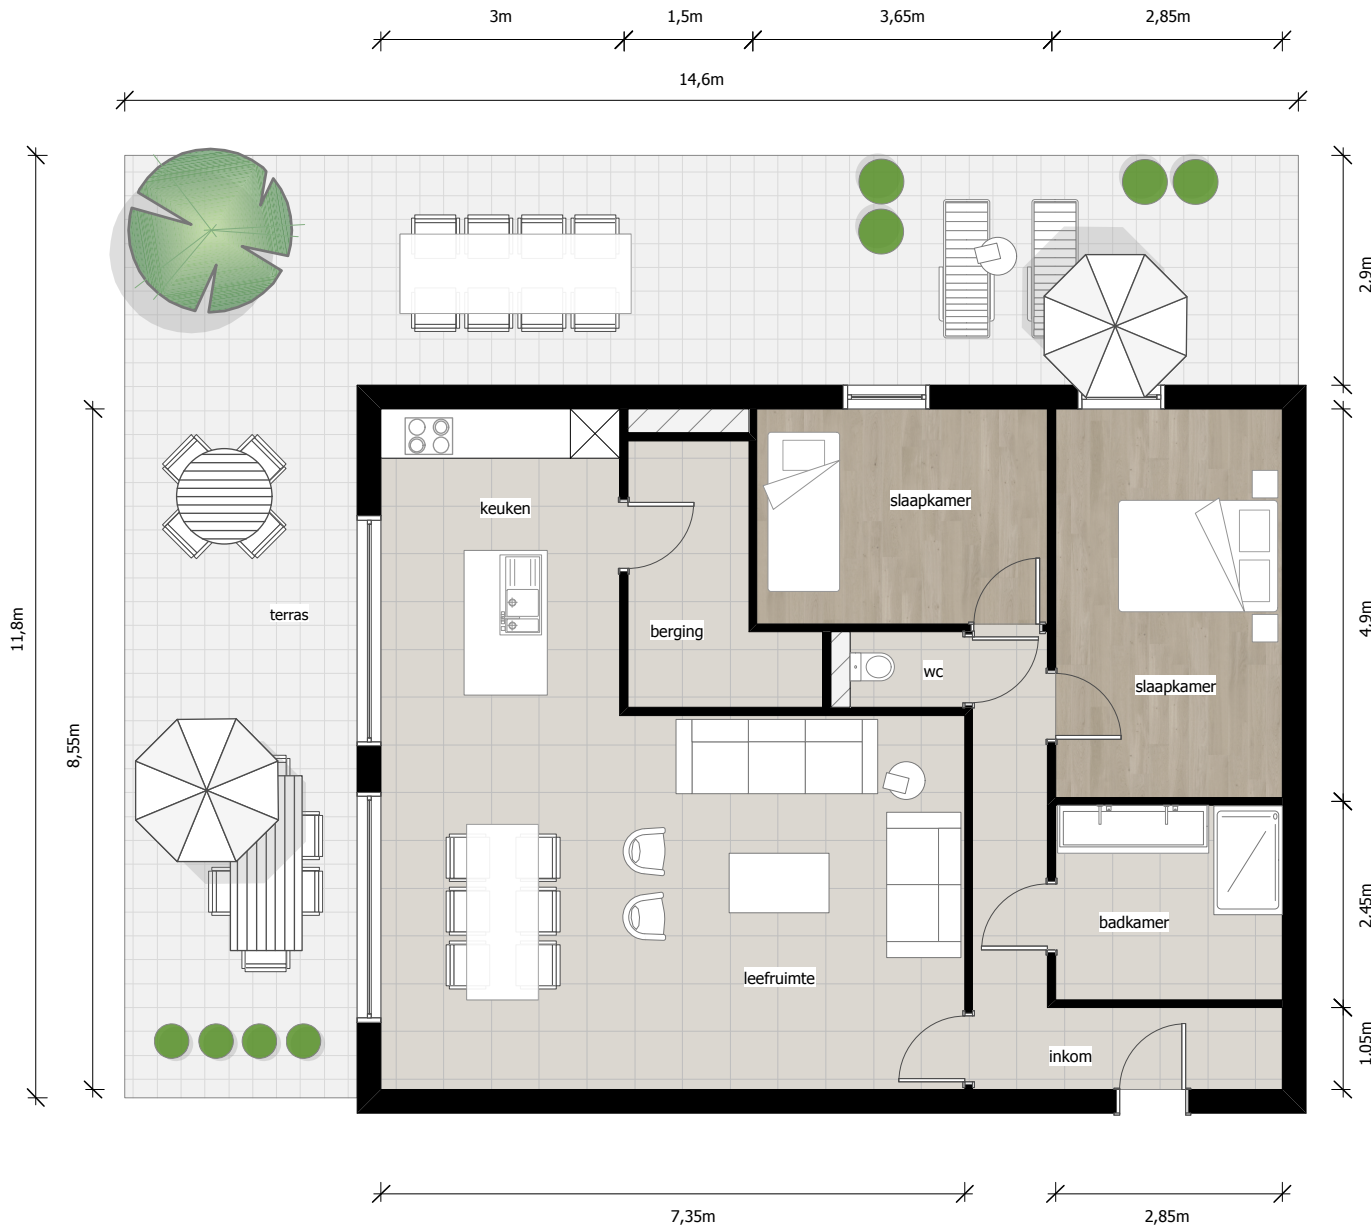 3m
1,5m
3,65m
2,85m
14,6m
2,9m
keuken
slaapkamer
terras
11,8m
berging
4,9m
wc
slaapkamer
8,55m
badkamer
2,45m
leefruimte
inkom
1,05m
7,35m
2,85m